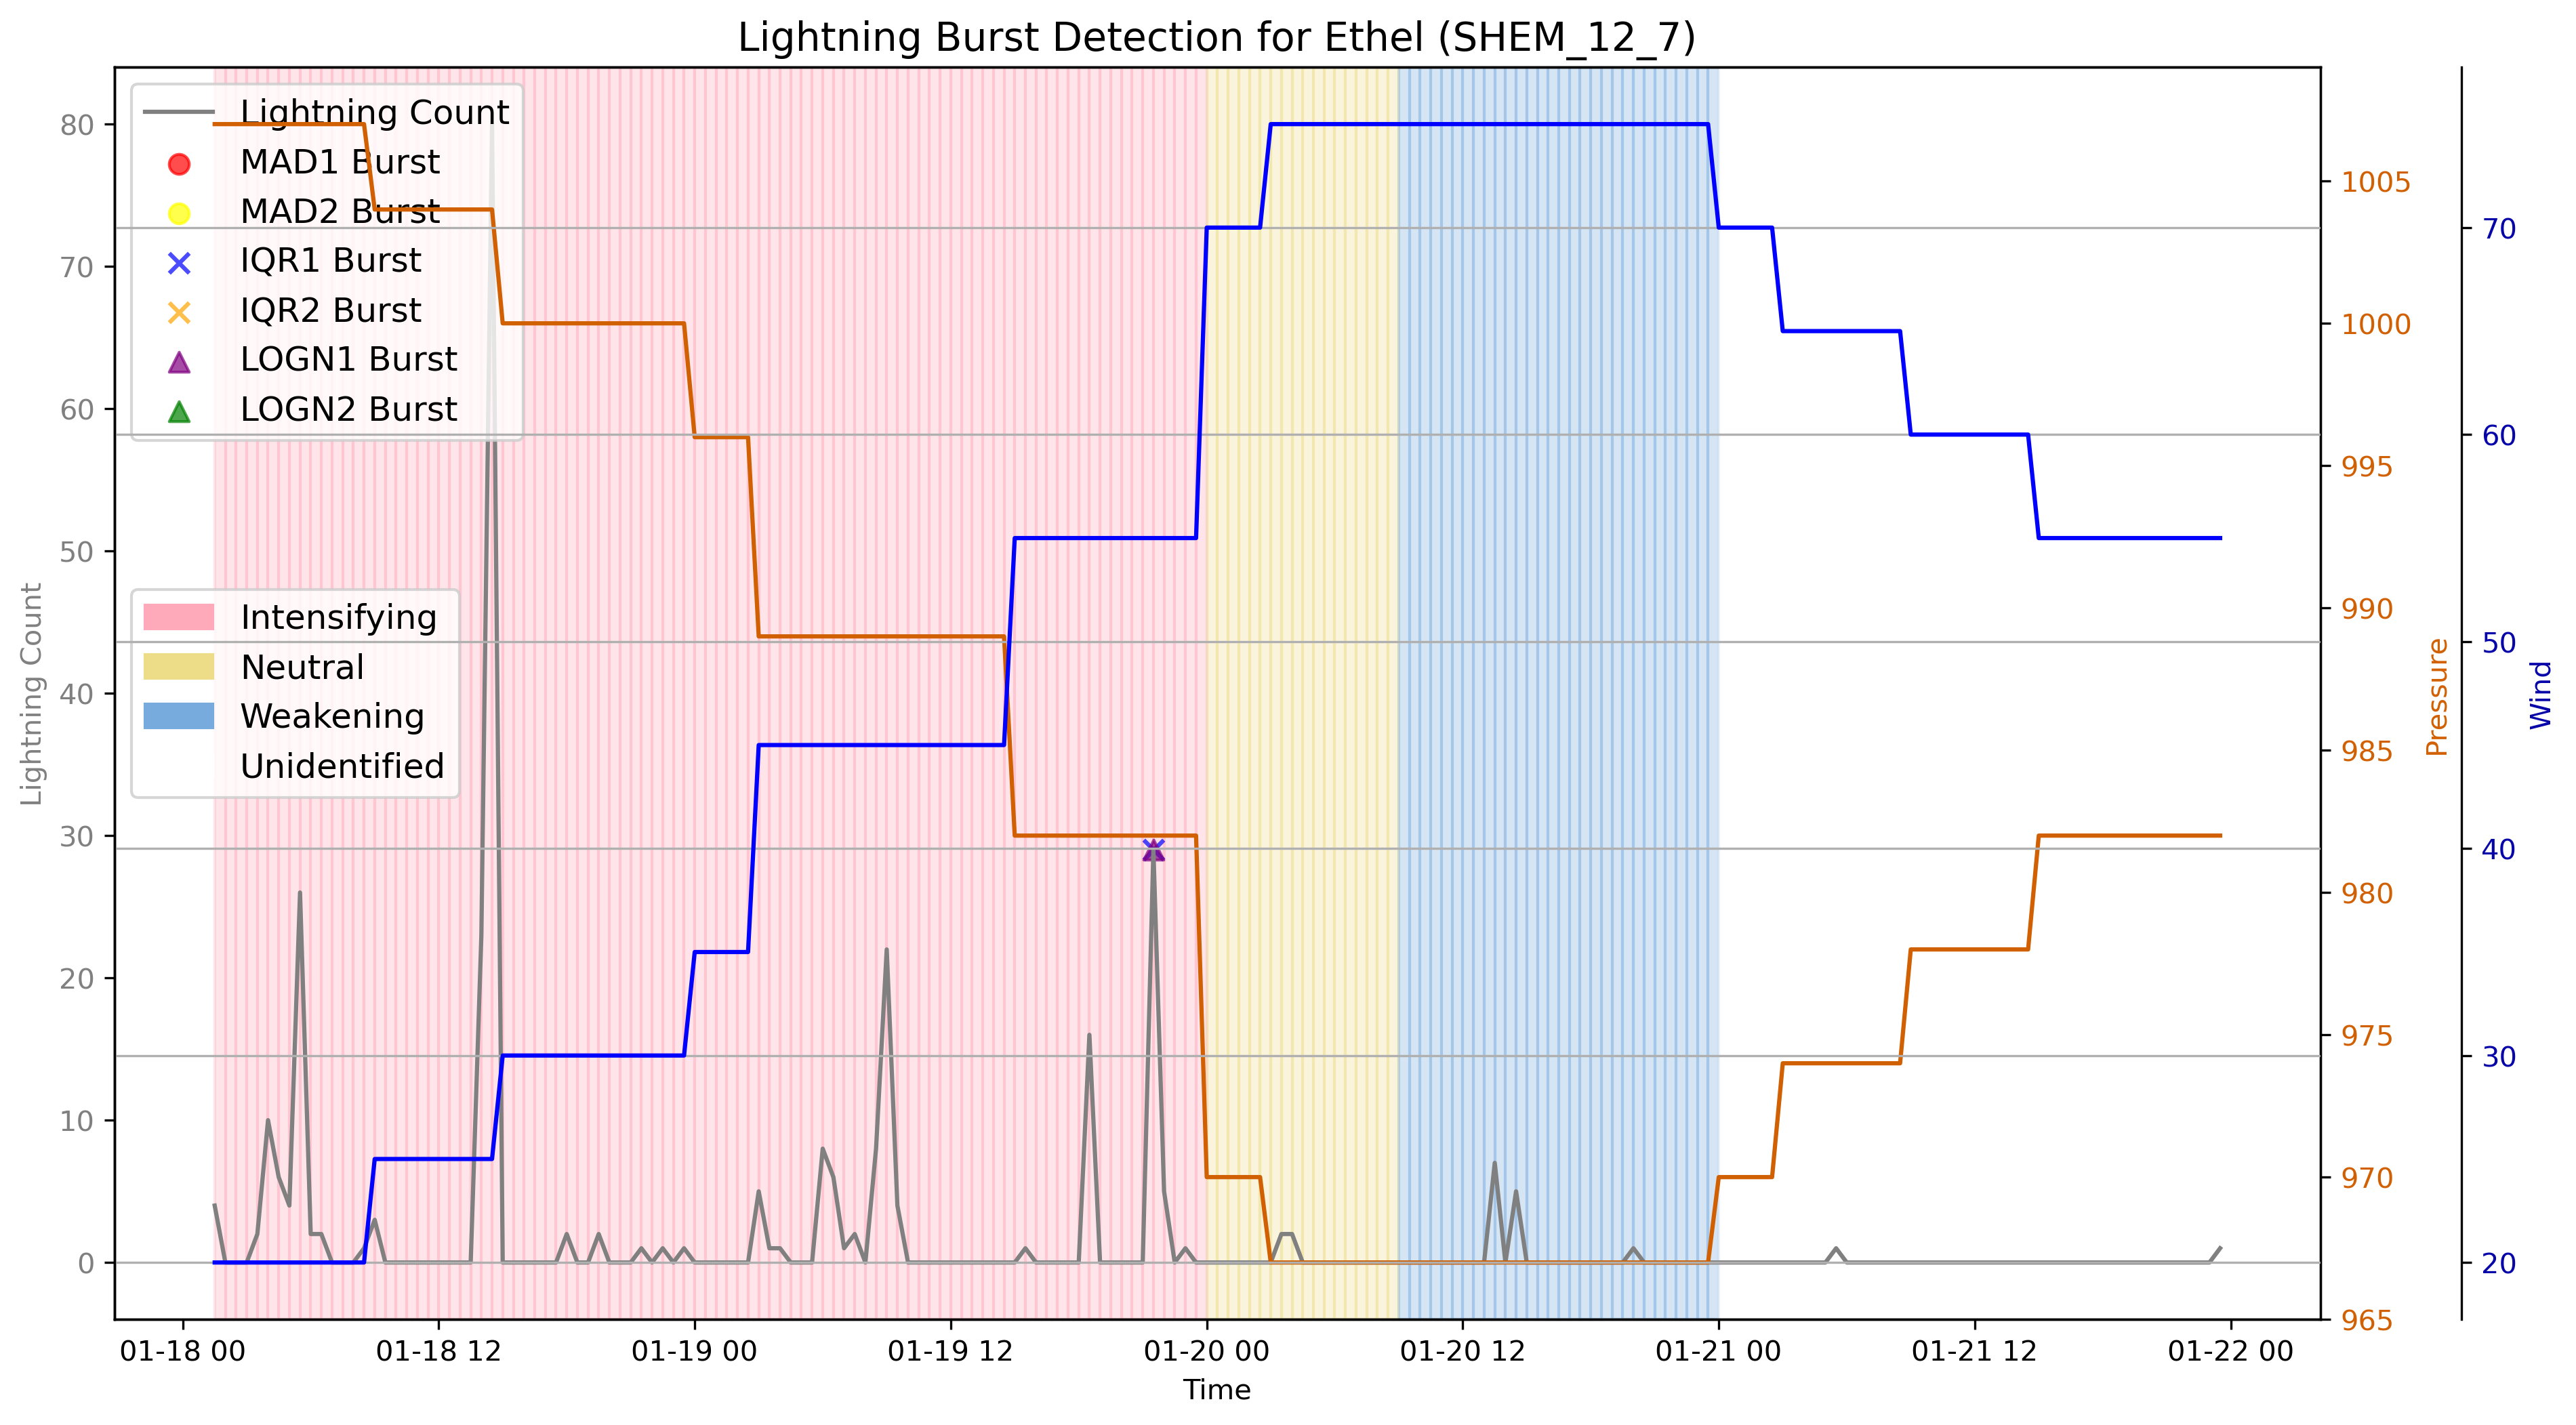 Lightning Burst Detection for Ethel (SHEM_12_7)
Lightning Count
MAD1 Burst
MAD2 Burst
IQR1 Burst
IQR2 Burst
LOGN1 Burst
LOGN2 Burst
Intensifying
Neutral
Weakening
Unidentified
Lightning Count
80
70
60
50
40
30
20
10
0
1005
1000
995
990
985
980
975
970
965
Pressure
70
60
50
40
30
20
Wind
01-18 00
01-18 12
01-19 00
01-19 12
01-20 00
01-20 12
01-21 00
01-21 12
01-22 00
Time